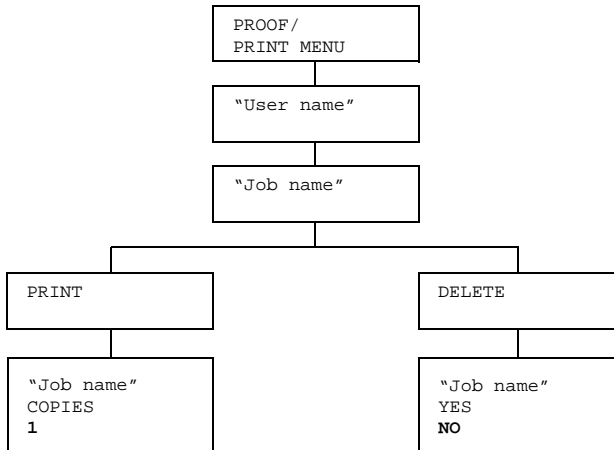 PROOF/
PRINT MENU
“User name”
“Job name”
PRINT
DELETE
“Job name”
COPIES
1
“Job name”
YES
NO